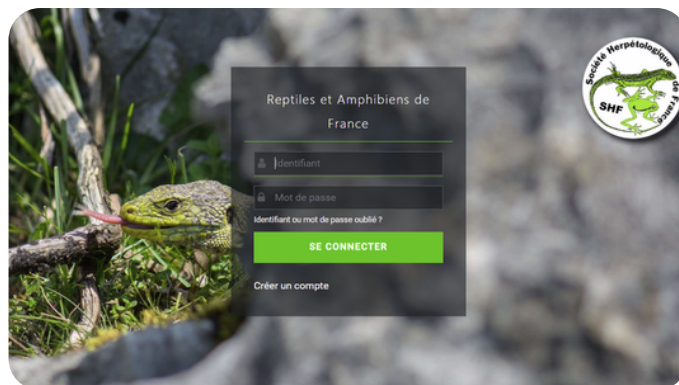 Reptiles et Amphibiens de
France
Identifiant
Mot de passe
Identifiant ou mot de passe oublié ?
SE CONNECTER
Créer un compte
Société Herpétologique de France
SHF